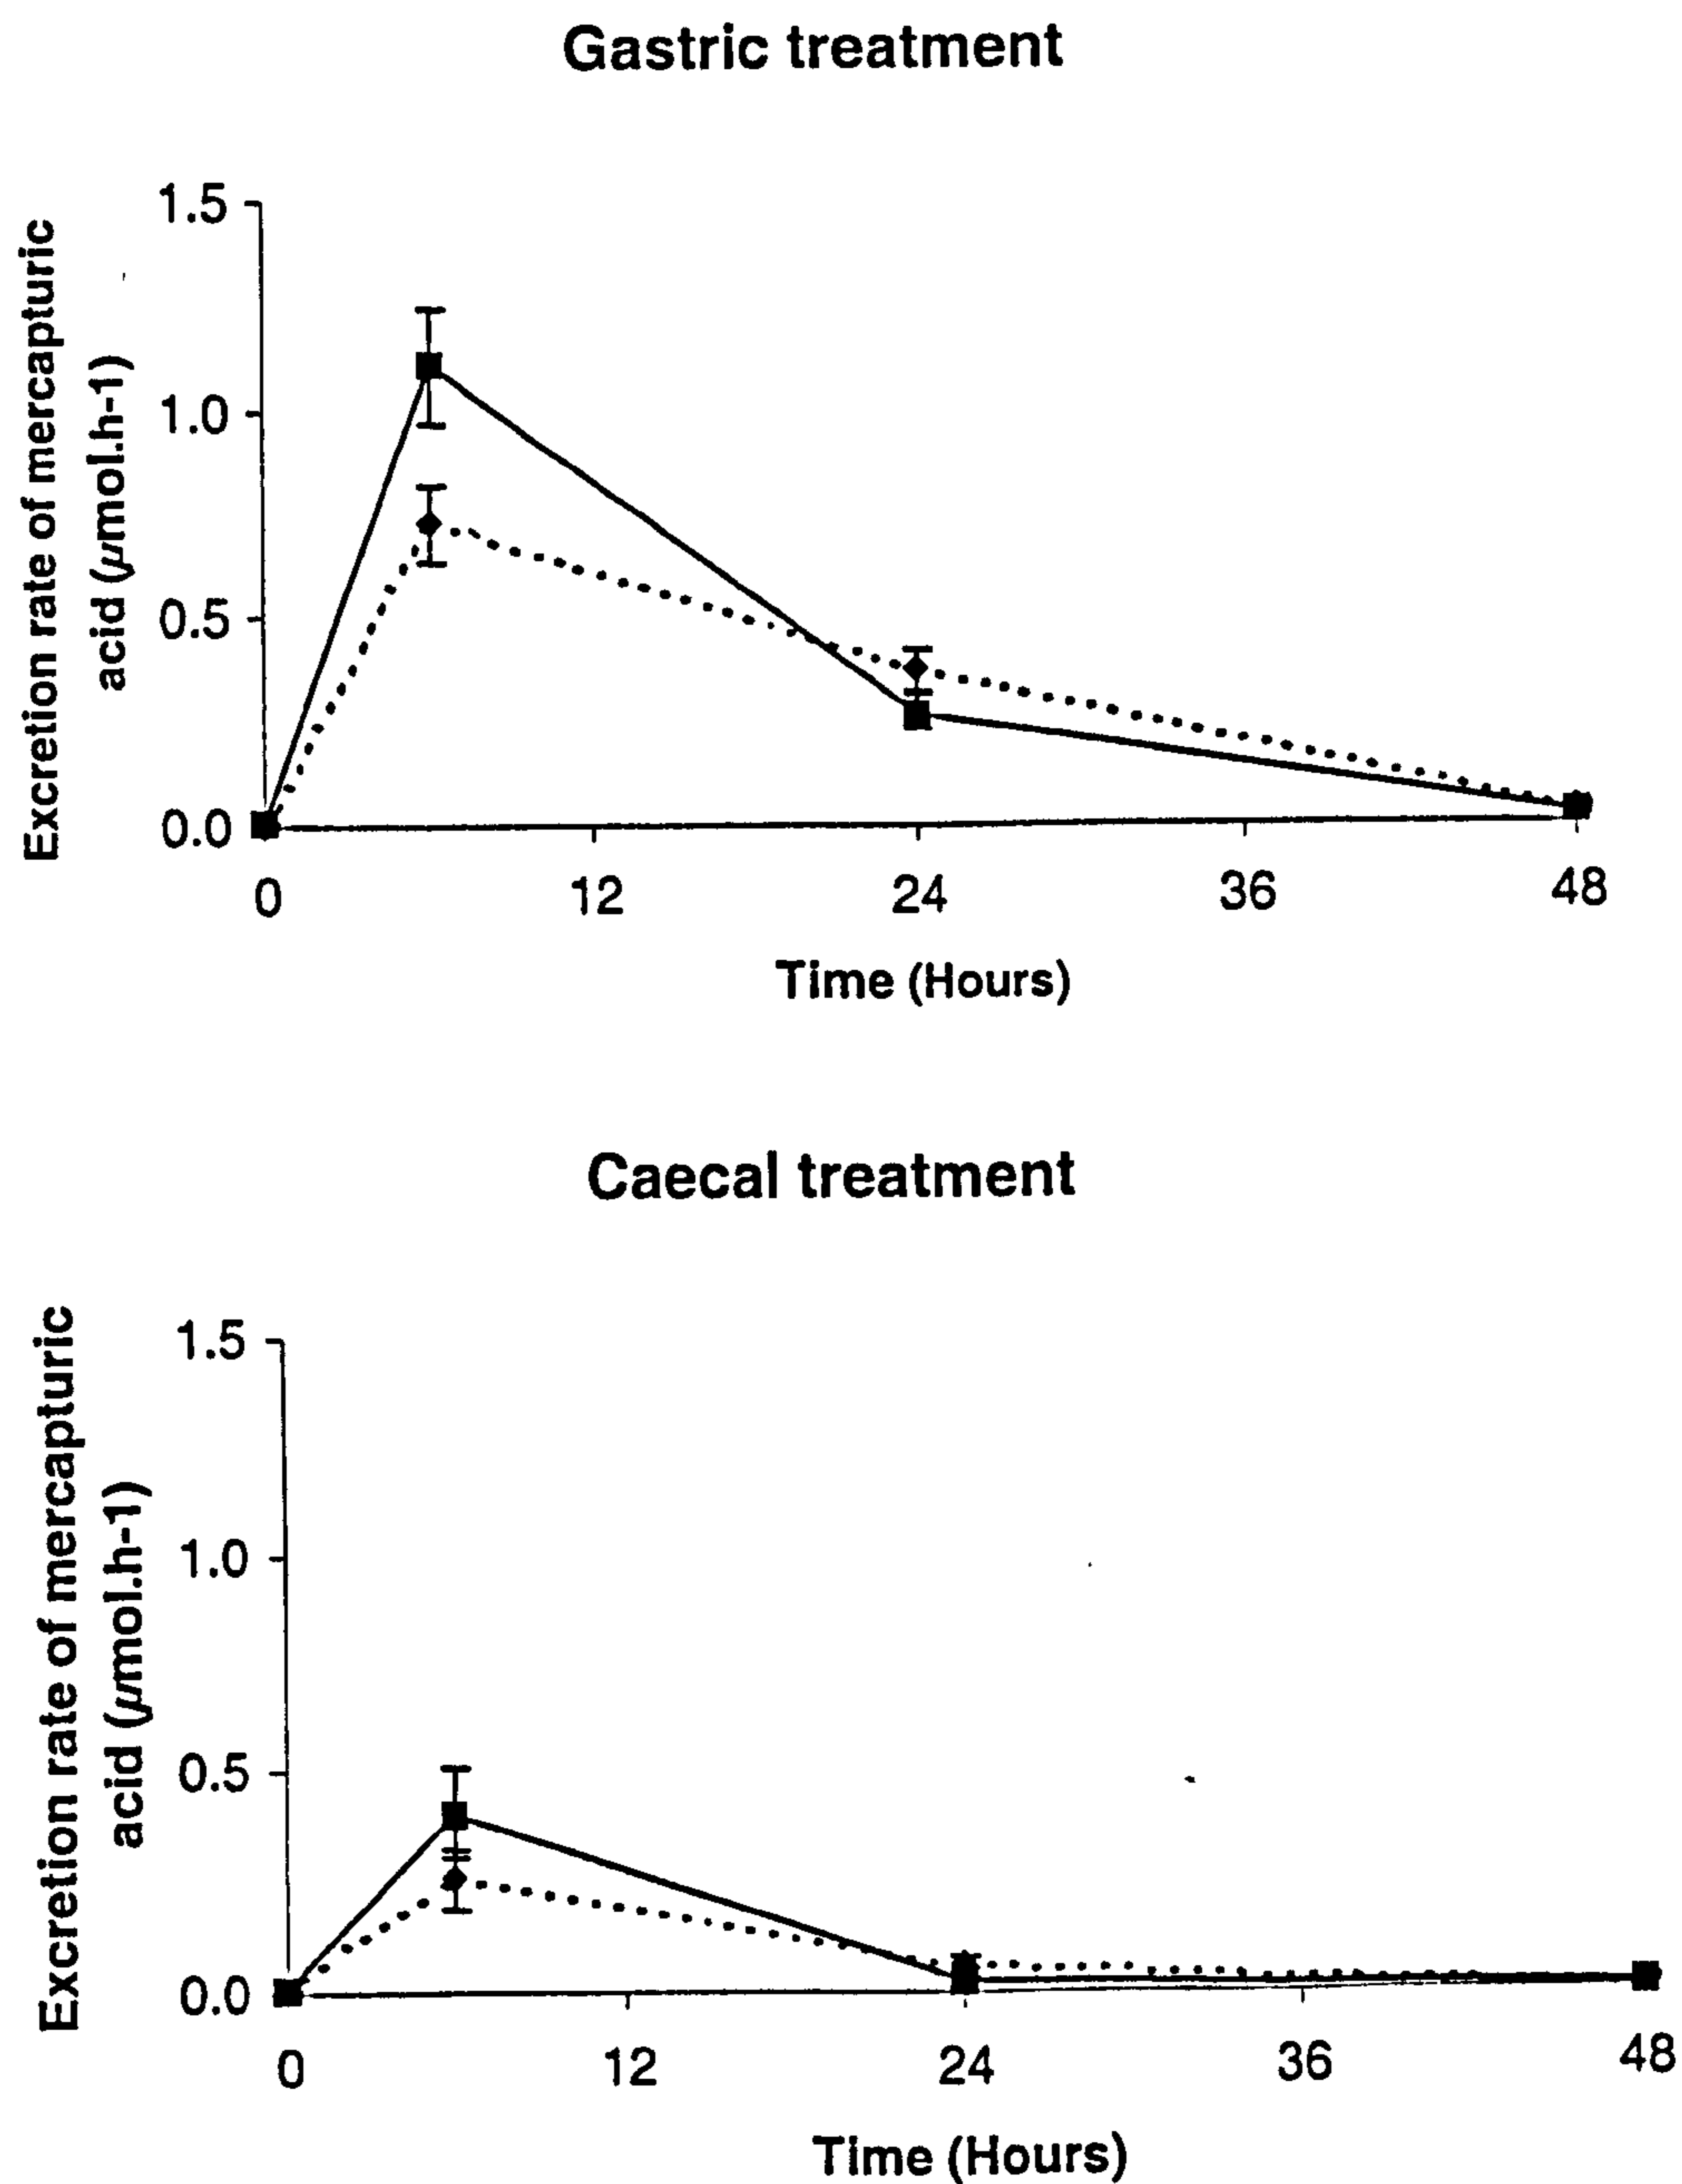 Gastric treatment
Excretion rate of mercapturic
acid (µmol.h-1)
1.5
1.0
0.5
0.0
0
12
24
36
48
Time (Hours)
Caecal treatment
Excretion rate of mercapturic
acid (µmol.h-1)
1.5
1.0
0.5
0.0
0
12
24
36
48
Time (Hours)